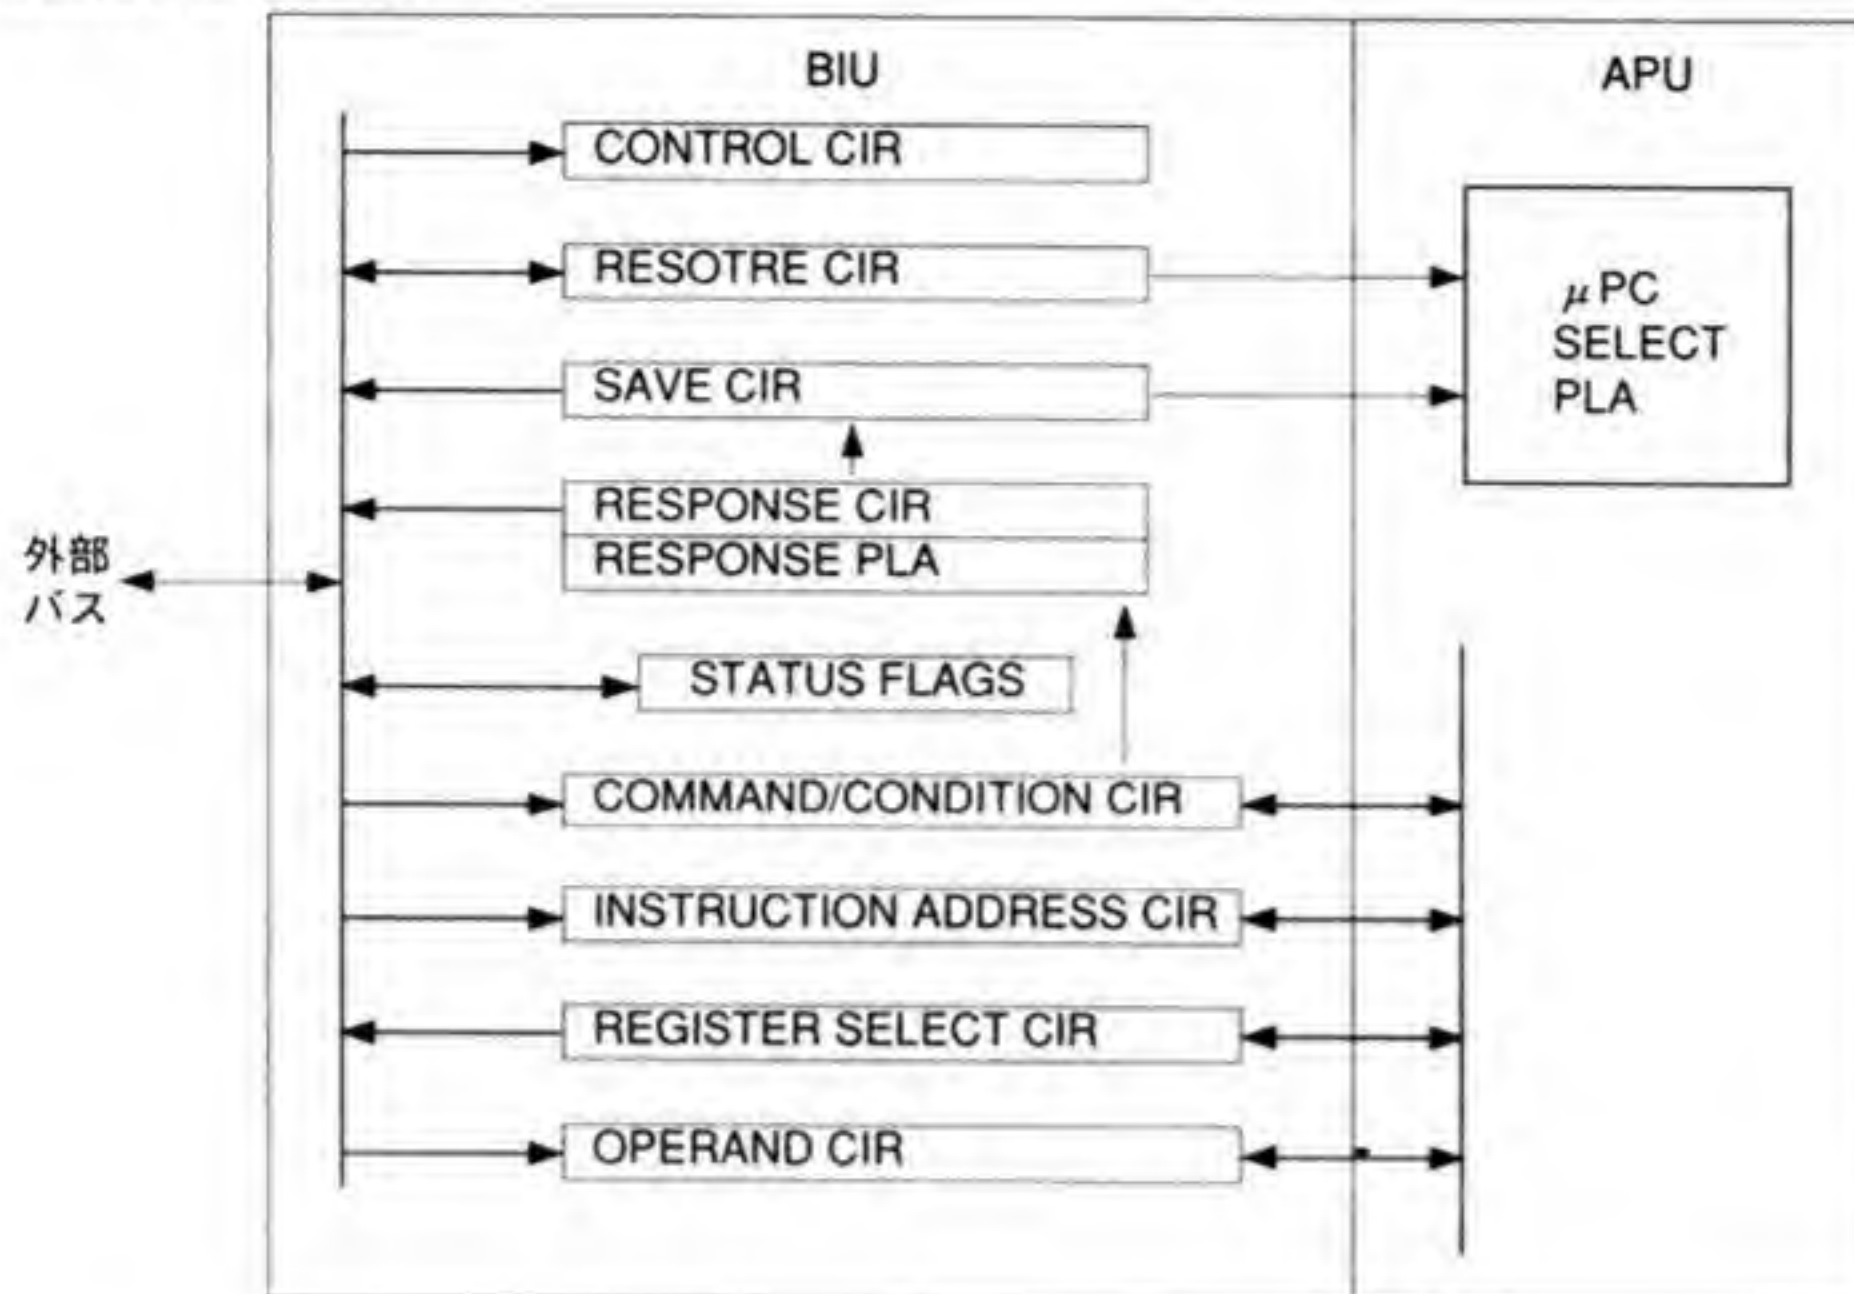 BIU
APU
CONTROL CIR
RESOTRE CIR
μPC
SELECT
PLA
SAVE CIR
RESPONSE CIR
RESPONSE PLA
外部
バス
STATUS FLAGS
COMMAND/CONDITION CIR
INSTRUCTION ADDRESS CIR
REGISTER SELECT CIR
OPERAND CIR